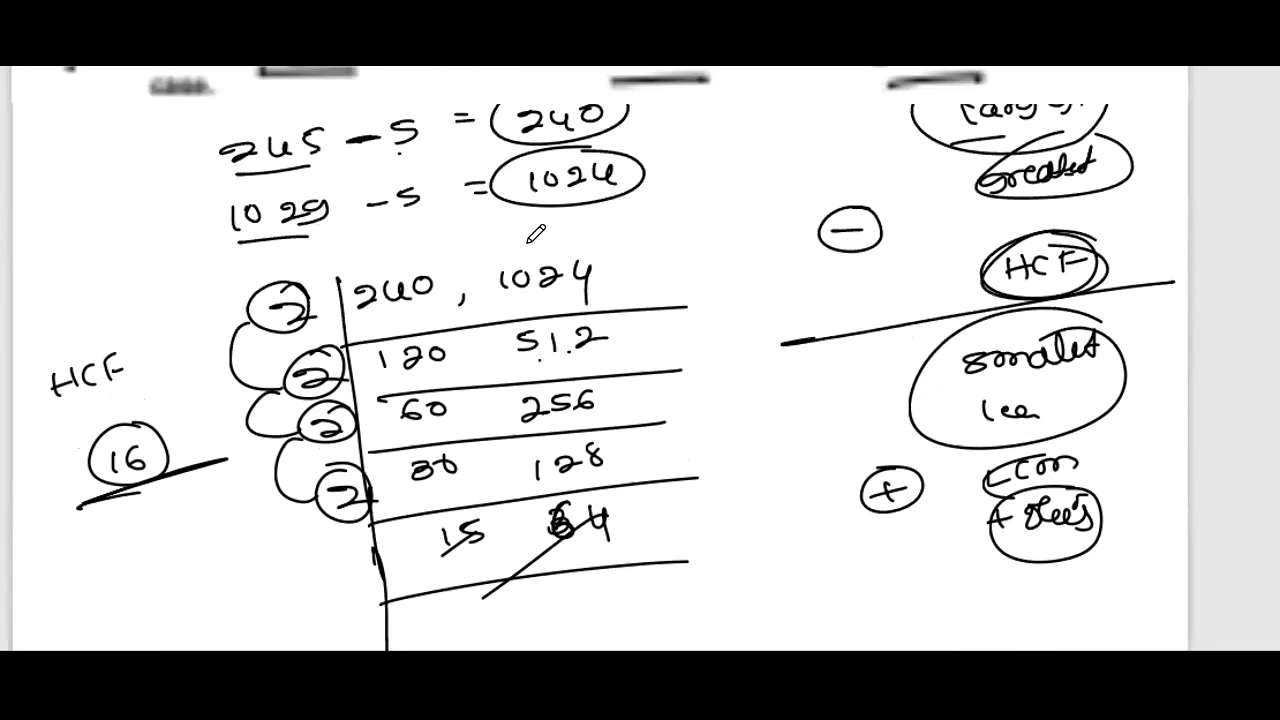 245 - 5 = 240
1029 - 5 = 1024
2 240, 1024
2 120 512
2 60 256
2 30 128
15 64
HCF
16
greatest
-
HCF
smallest
+
LCM